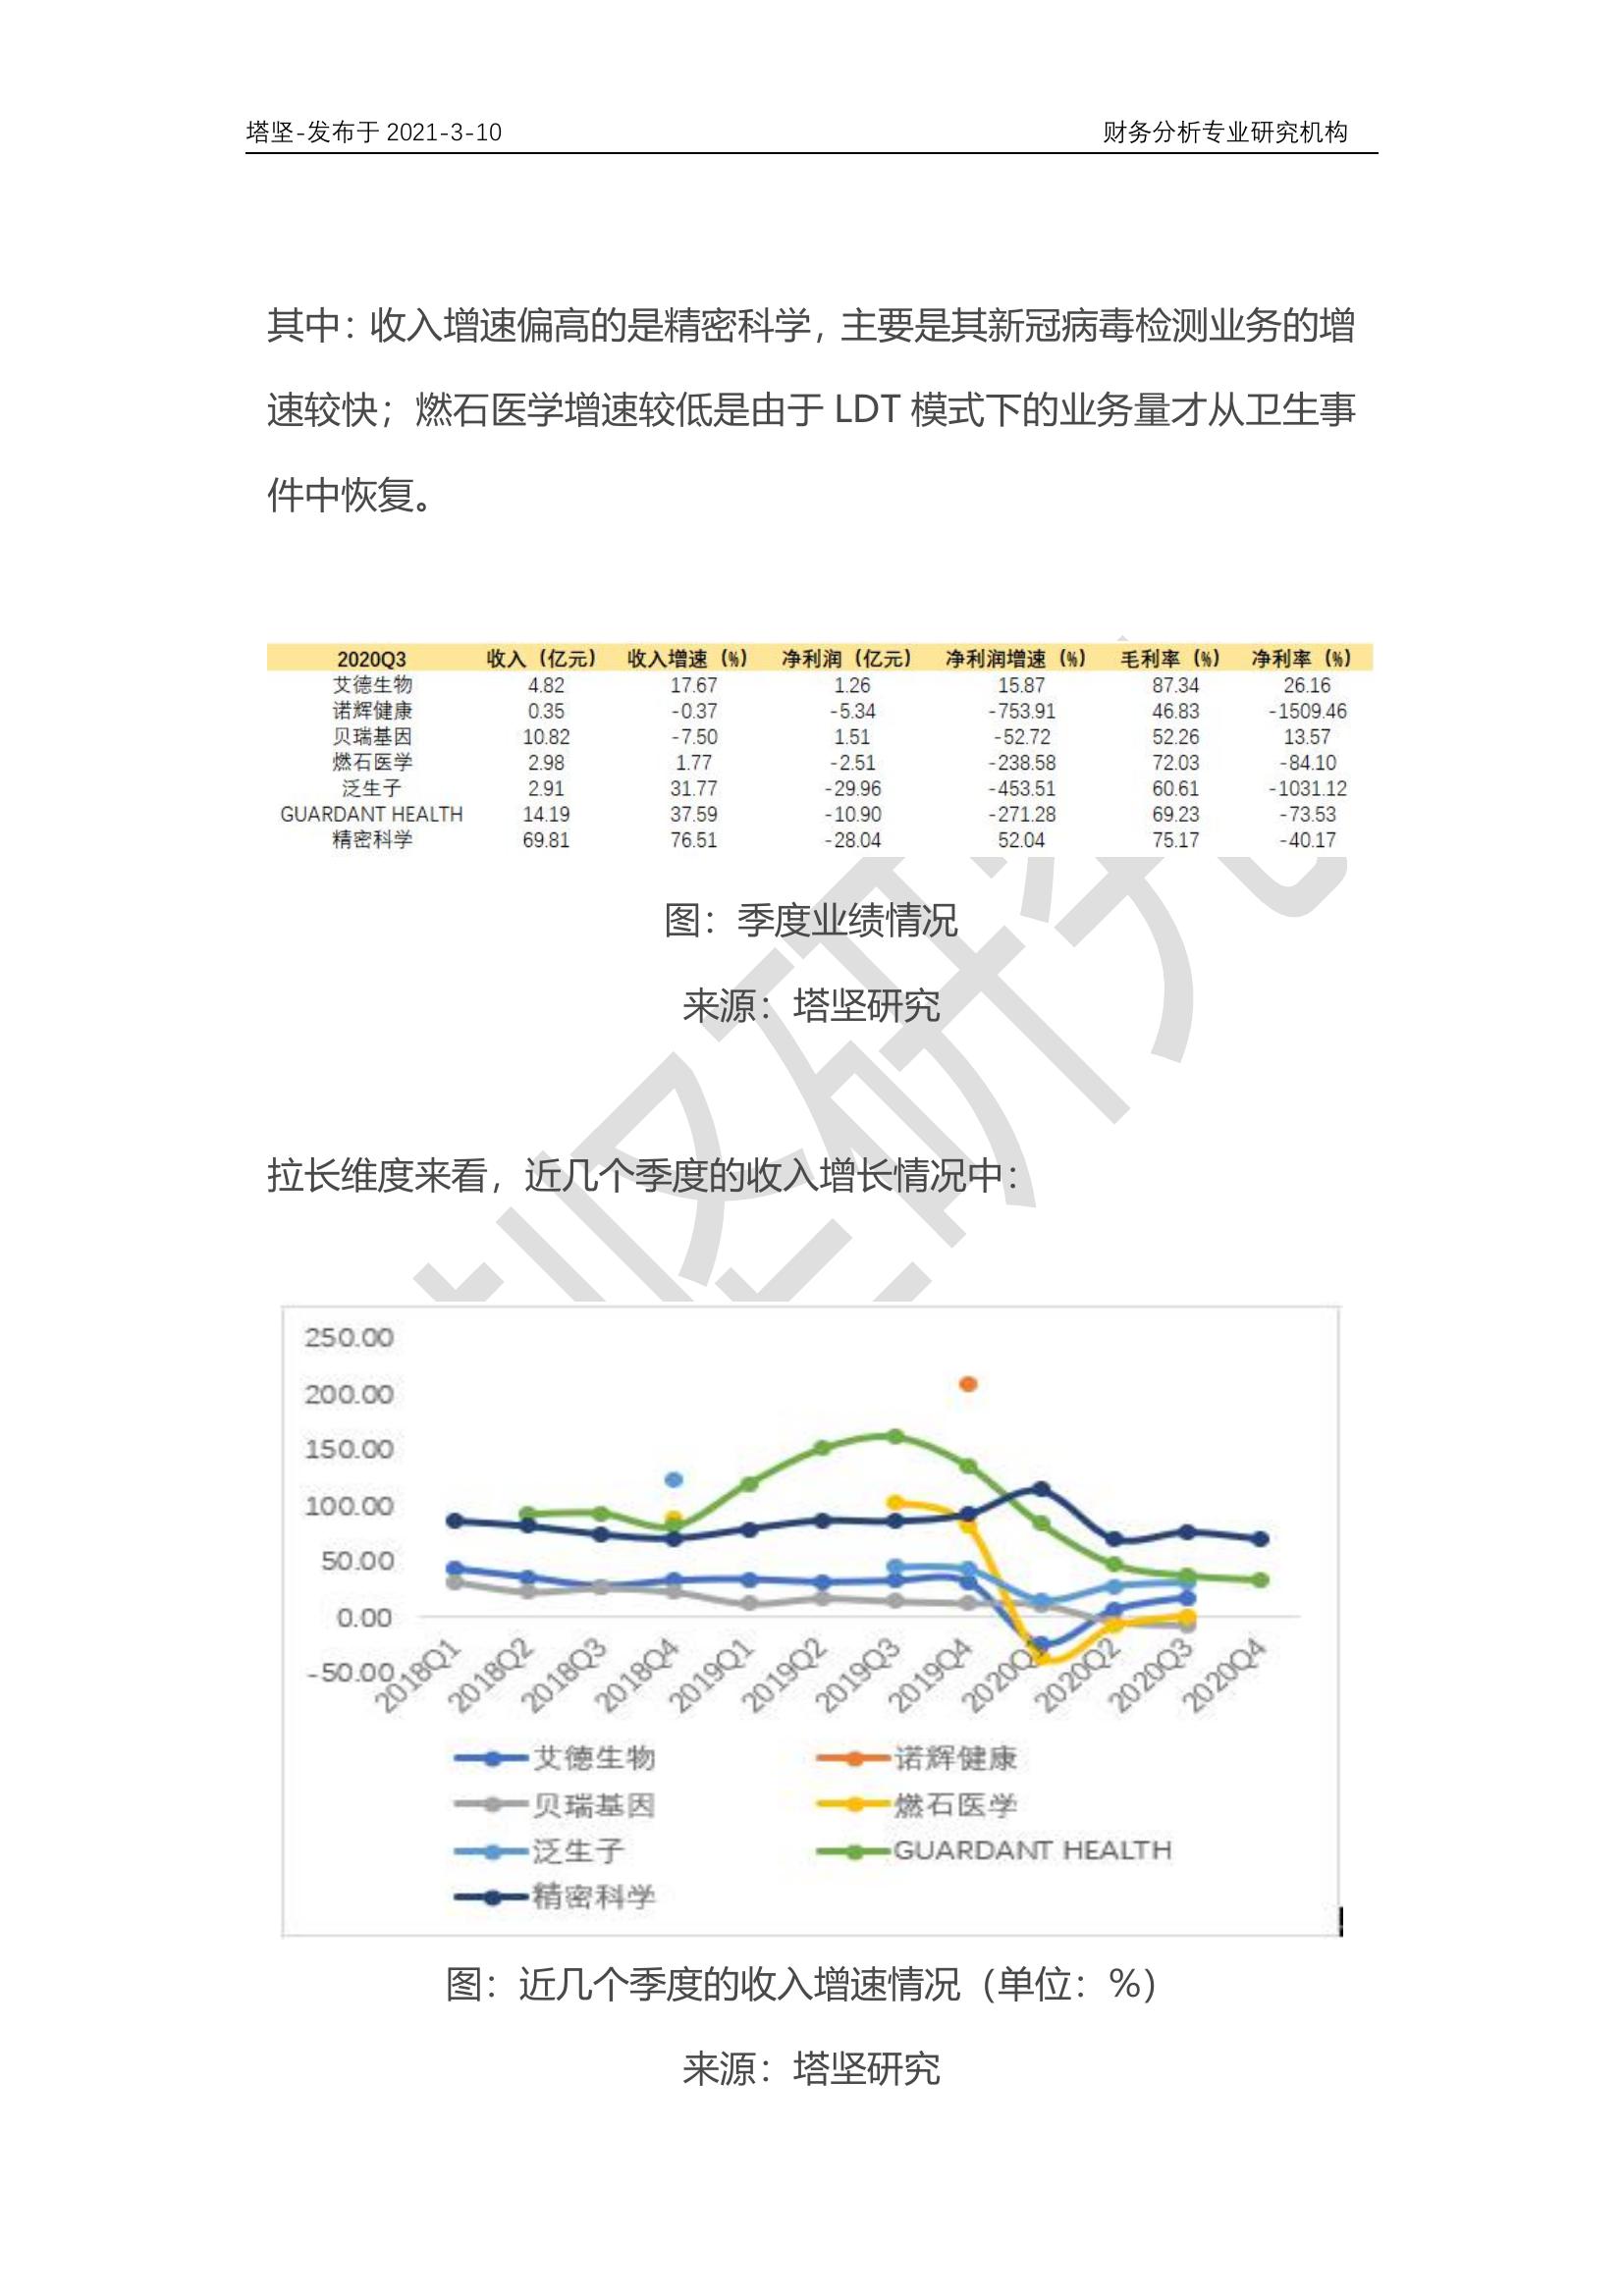 塔坚-发布于 2021-3-10 财务分析专业研究机构
其中：收入增速偏高的是精密科学，主要是其新冠病毒检测业务的增
速较快；燃石医学增速较低是由于 LDT 模式下的业务量才从卫生事
件中恢复。
2020Q3 收入（亿元） 收入增速（%） 净利润（亿元） 净利润增速（%） 毛利率（%） 净利率（%）
艾德生物 4.82 17.67 1.26 15.87 87.34 26.16
诺辉健康 0.35 -0.37 -5.34 -753.91 46.83 -1509.46
贝瑞基因 10.82 -7.50 1.51 -52.72 52.26 13.57
燃石医学 2.98 1.77 -2.51 -238.58 72.03 -84.10
泛生子 2.91 31.77 -29.96 -453.51 60.61 -1031.12
GUARDANT HEALTH 14.19 37.59 -10.90 -271.28 69.23 -73.53
精密科学 69.81 76.51 -28.04 52.04 75.17 -40.17
图：季度业绩情况
来源：塔坚研究
拉长维度来看，近几个季度的收入增长情况中：
250.00
200.00
150.00
100.00
50.00
0.00
-50.00
2018Q1 2018Q2 2018Q3 2018Q4 2019Q1 2019Q2 2019Q3 2019Q4 2020Q1 2020Q2 2020Q3 2020Q4
艾德生物 诺辉健康
贝瑞基因 燃石医学
泛生子 GUARDANT HEALTH
精密科学
图：近几个季度的收入增速情况（单位：%）
来源：塔坚研究
坚研究